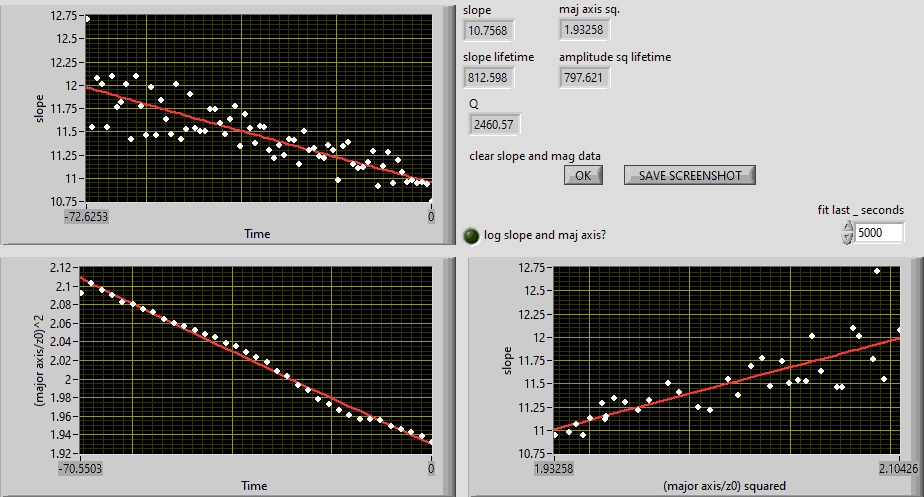 12.75
12.5
12.25
12
11.75
11.5
11.25
11
10.75
slope
-72.6253
0
Time
slope
maj axis sq.
10.7568
1.93258
slope lifetime
amplitude sq lifetime
812.598
797.621
Q
2460.57
clear slope and mag data
OK
SAVE SCREENSHOT
fit last _ seconds
5000
log slope and maj axis?
2.12
2.1
2.08
2.06
2.04
2.02
2
1.98
1.96
1.94
1.92
(major axis/z0)^2
-70.5503
0
Time
12.75
12.5
12.25
12
11.75
11.5
11.25
11
10.75
slope
1.93258
2.10426
(major axis/z0) squared